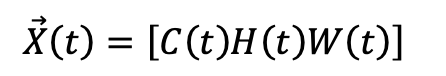 X⃗(t) = [C(t)H(t)W(t)]